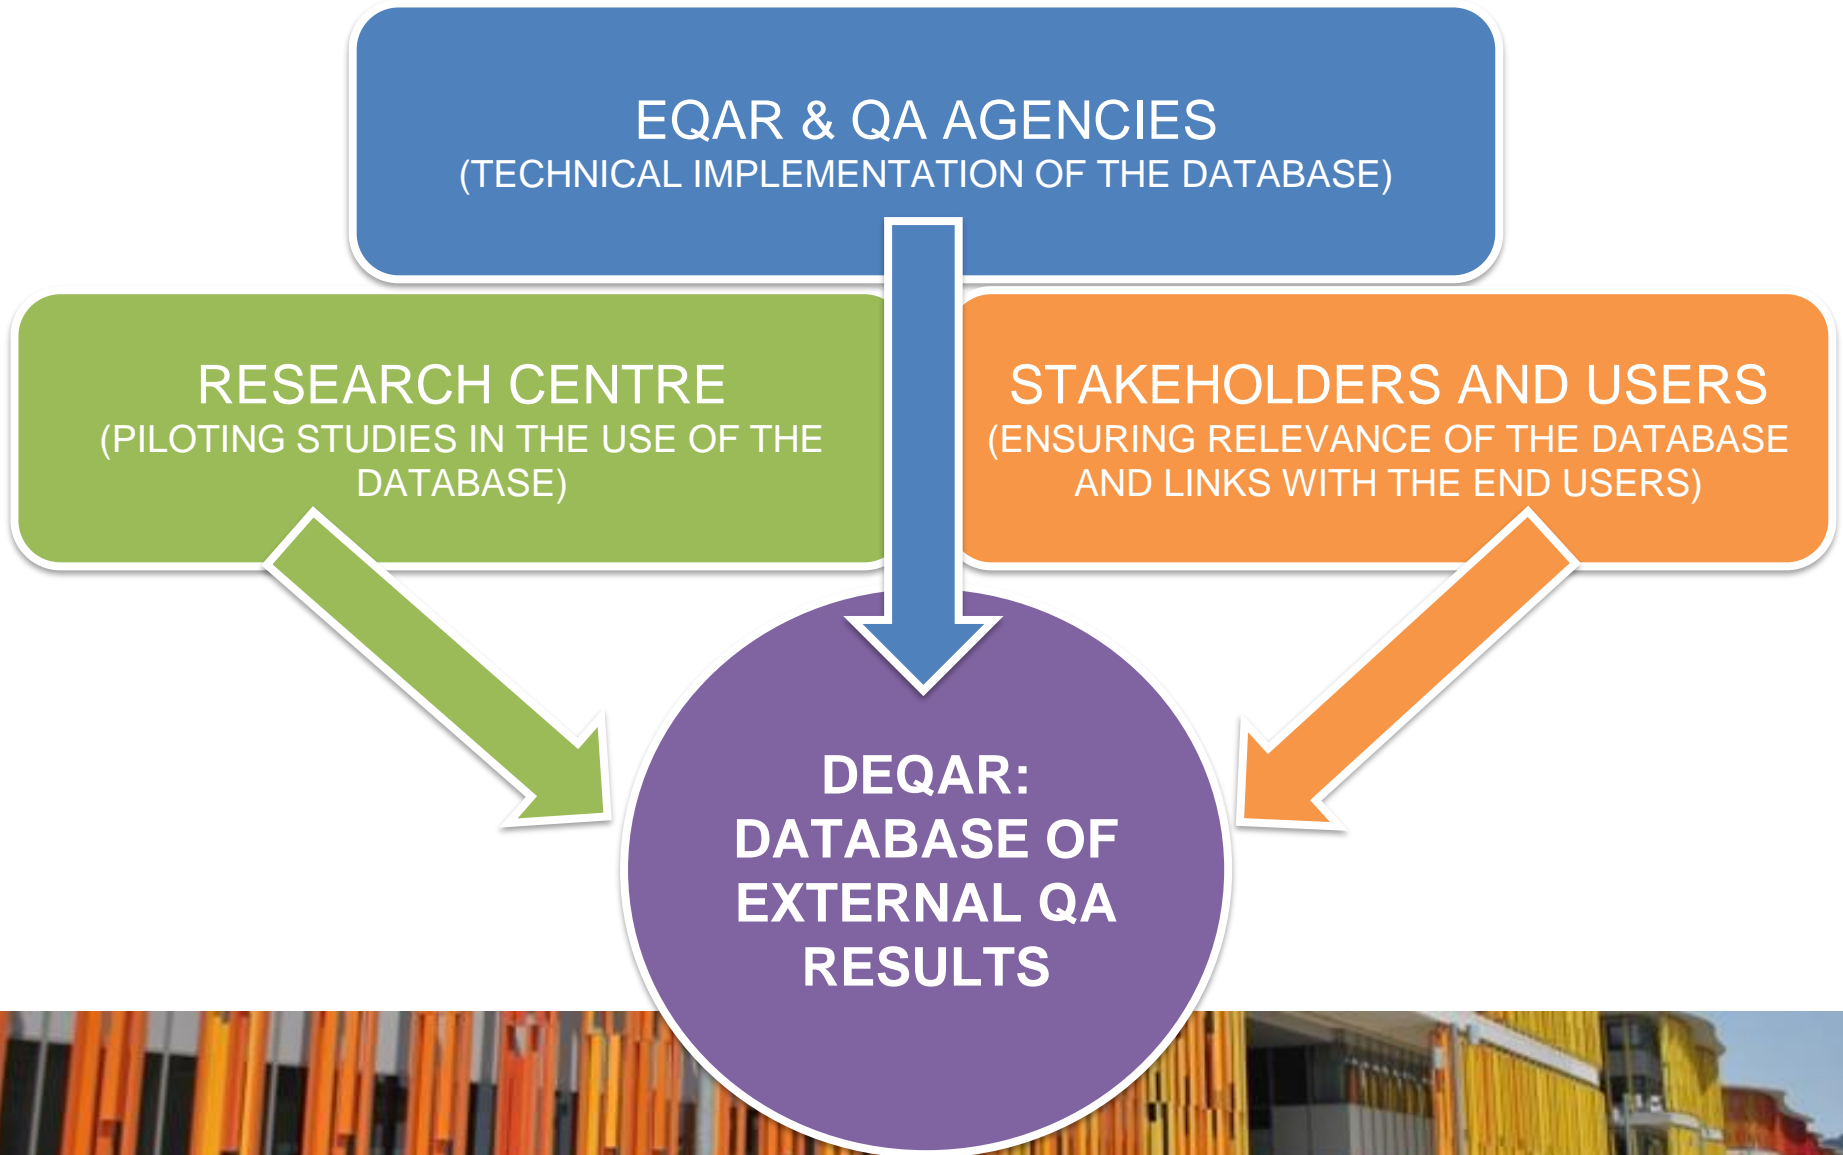 EQAR & QA AGENCIES
(TECHNICAL IMPLEMENTATION OF THE DATABASE)
RESEARCH CENTRE
(PILOTING STUDIES IN THE USE OF THE
DATABASE)
STAKEHOLDERS AND USERS
(ENSURING RELEVANCE OF THE DATABASE
AND LINKS WITH THE END USERS)
DEQAR:
DATABASE OF
EXTERNAL QA
RESULTS